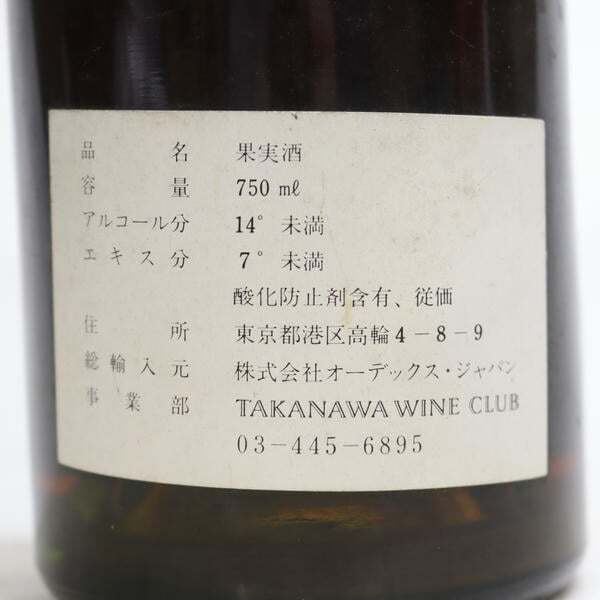 品名 果実酒
容量 750 mℓ
アルコール分 14° 未満
エキス分 7° 未満
酸化防止剤含有、従価
住所 東京都港区高輪4-8-9
総輸入元 株式会社オーデックス・ジャパン
事業部 TAKANAWA WINE CLUB
03-445-6895